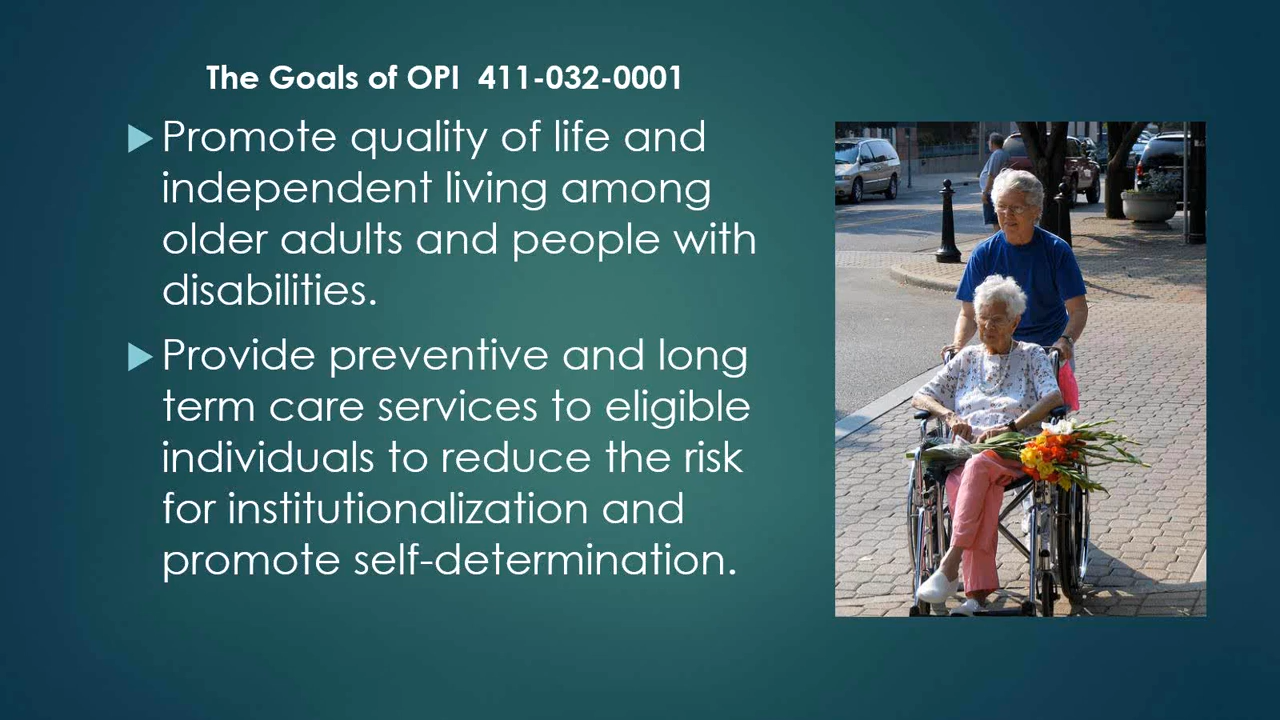 The Goals of OPI 411-032-0001
Promote quality of life and
independent living among
older adults and people with
disabilities.
Provide preventive and long
term care services to eligible
individuals to reduce the risk
for institutionalization and
promote self-determination.